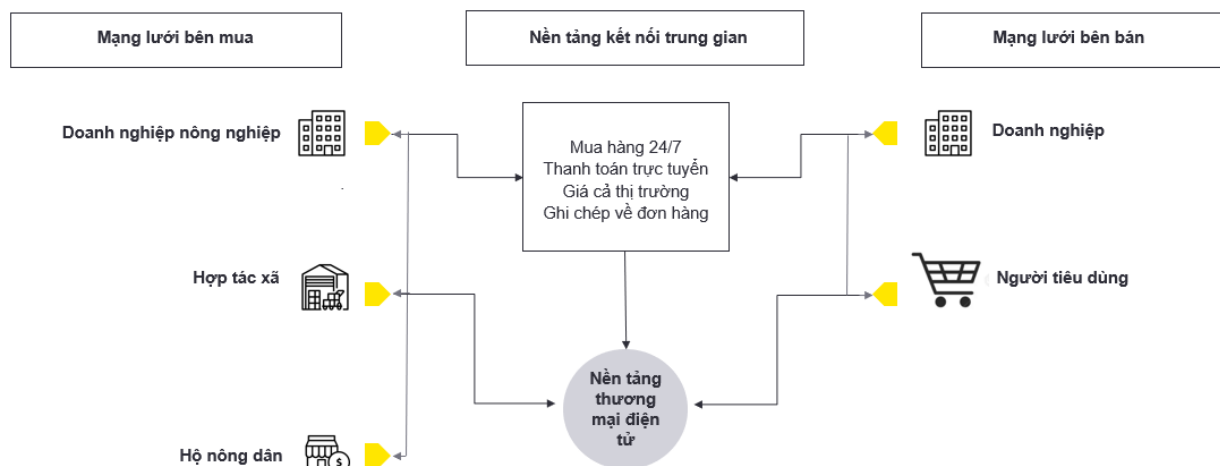 Mạng lưới bên mua
Nền tảng kết nối trung gian
Mạng lưới bên bán
Doanh nghiệp nông nghiệp
Mua hàng 24/7
Thanh toán trực tuyến
Giá cả thị trường
Ghi chép về đơn hàng
Doanh nghiệp
Hợp tác xã
Người tiêu dùng
Nền tảng
thương
mại điện
tử
Hộ nông dân
$